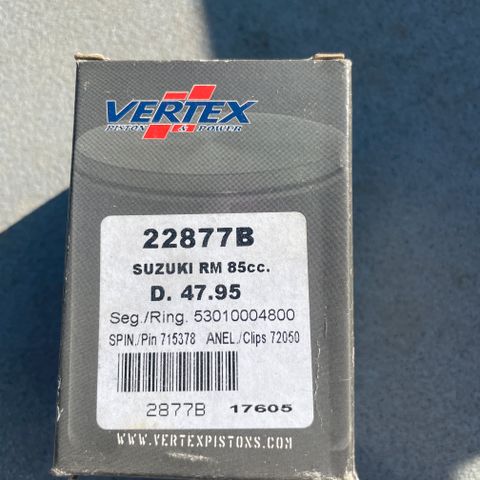 VERTEX
PISTON & POWER
22877B
SUZUKI RM 85cc.
D. 47.95
Seg./Ring. 53010004800
SPIN./Pin 715378 ANEL./Clips 72050
2877B 17605
WWW.VERTEXPISTONS.COM